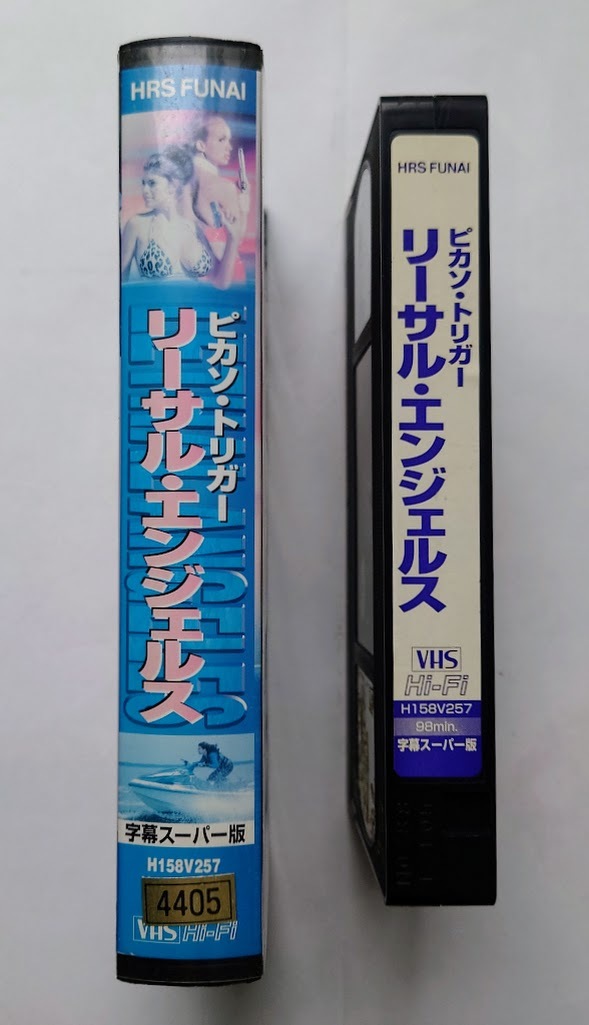 HRS FUNAI
ピカソ・トリガー
リーサル・エンジェルス
字幕スーパー版
H158V257
4405
VHS Hi-Fi
HRS FUNAI
ピカソ・トリガー
リーサル・エンジェルス
VHS
Hi-Fi
H158V257
98min.
字幕スーパー版